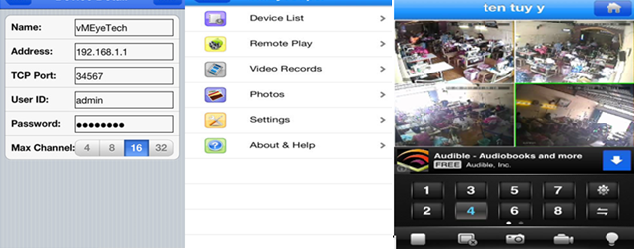 Name: vMEyeTech
Address: 192.168.1.1
TCP Port: 34567
User ID: admin
Password: ••••••••
Max Channel: 4 8 16 32
Device List
Remote Play
Video Records
Photos
Settings
About & Help
ten tuy y
Audible - Audiobooks and more
FREE Audible, Inc.
1 3 5 7
2 4 6 8